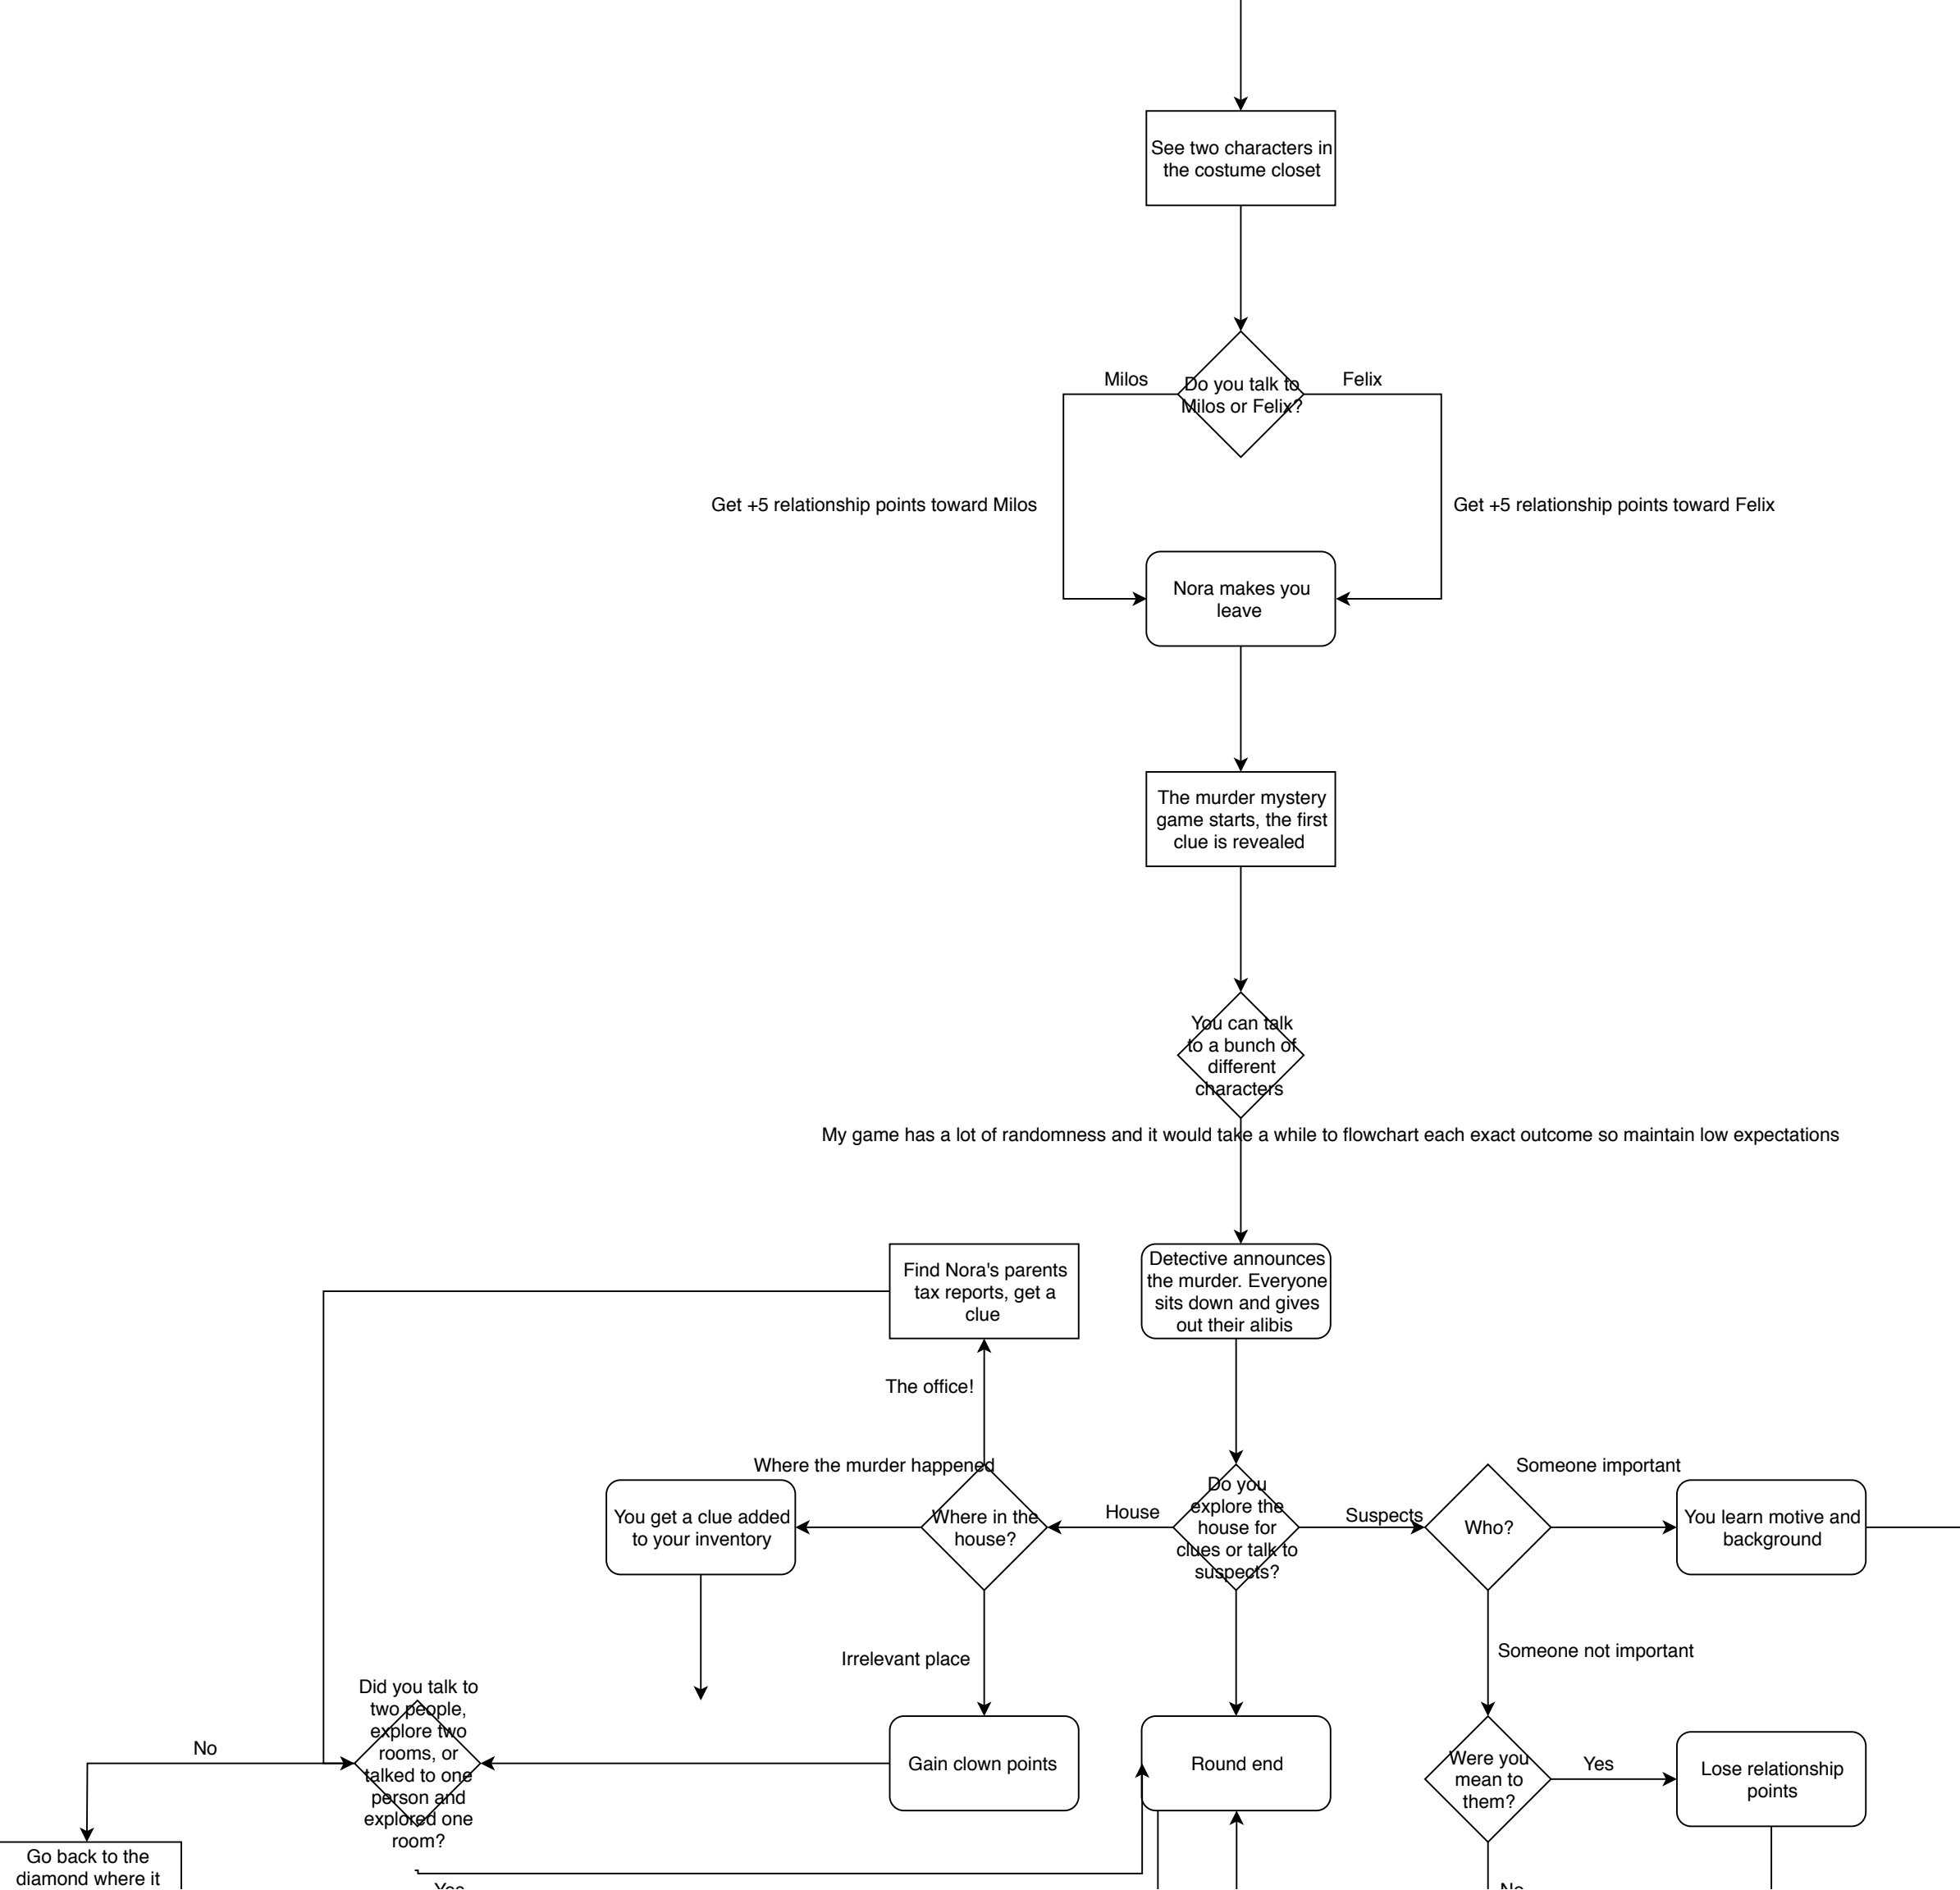 See two characters in
the costume closet
Milos
Do you talk to
Milos or Felix?
Felix
Get +5 relationship points toward Milos
Get +5 relationship points toward Felix
Nora makes you
leave
The murder mystery
game starts, the first
clue is revealed
You can talk
to a bunch of
different
characters
My game has a lot of randomness and it would take a while to flowchart each exact outcome so maintain low expectations
Find Nora's parents
tax reports, get a
clue
Detective announces
the murder. Everyone
sits down and gives
out their alibis
The office!
Where the murder happened
Someone important
You get a clue added
to your inventory
Where in the
house?
House
Do you
explore the
house for
clues or talk to
suspects?
Suspects
Who?
You learn motive and
background
Irrelevant place
Someone not important
Did you talk to
two people,
explore two
rooms, or
talked to one
person and
explored one
room?
No
Gain clown points
Round end
Were you
mean to
them?
Yes
Lose relationship
points
Go back to the
diamond where it
Yes
No